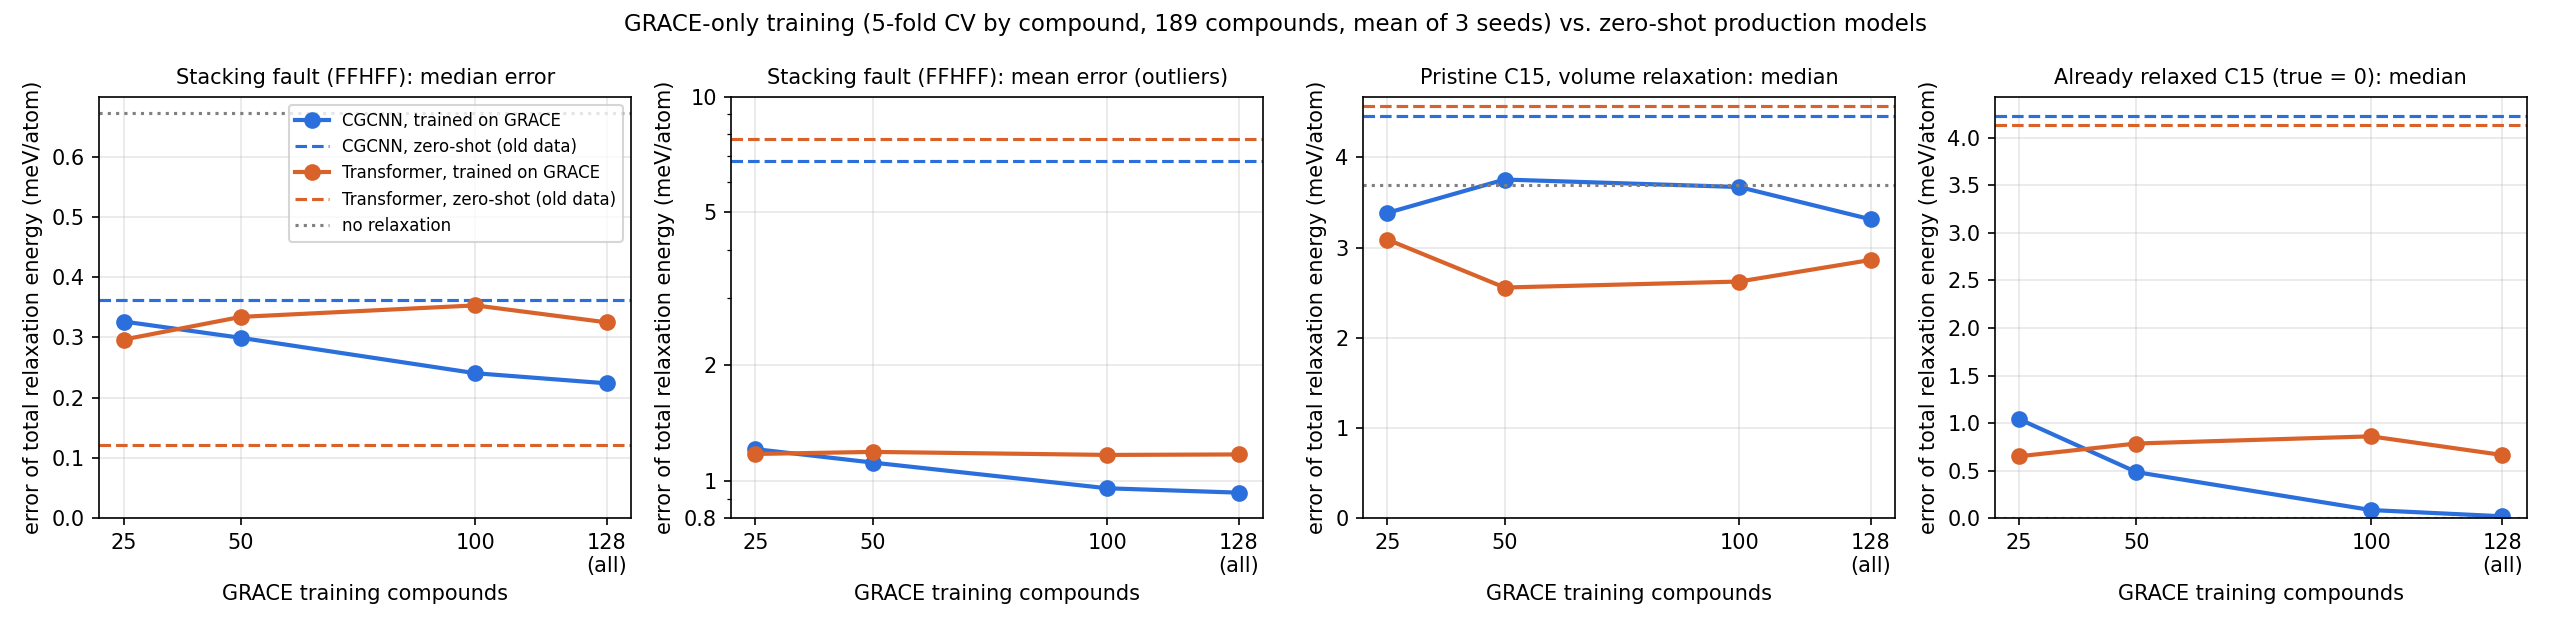 GRACE-only training (5-fold CV by compound, 189 compounds, mean of 3 seeds) vs. zero-shot production models
Stacking fault (FFHFF): median error
error of total relaxation energy (meV/atom)
0.6
0.5
0.4
0.3
0.2
0.1
0.0
CGCNN, trained on GRACE
CGCNN, zero-shot (old data)
Transformer, trained on GRACE
Transformer, zero-shot (old data)
no relaxation
25
50
100
128
(all)
GRACE training compounds
Stacking fault (FFHFF): mean error (outliers)
error of total relaxation energy (meV/atom)
10
5
2
1
0.8
25
50
100
128
(all)
GRACE training compounds
Pristine C15, volume relaxation: median
error of total relaxation energy (meV/atom)
4
3
2
1
0
25
50
100
128
(all)
GRACE training compounds
Already relaxed C15 (true = 0): median
error of total relaxation energy (meV/atom)
4.0
3.5
3.0
2.5
2.0
1.5
1.0
0.5
0.0
25
50
100
128
(all)
GRACE training compounds